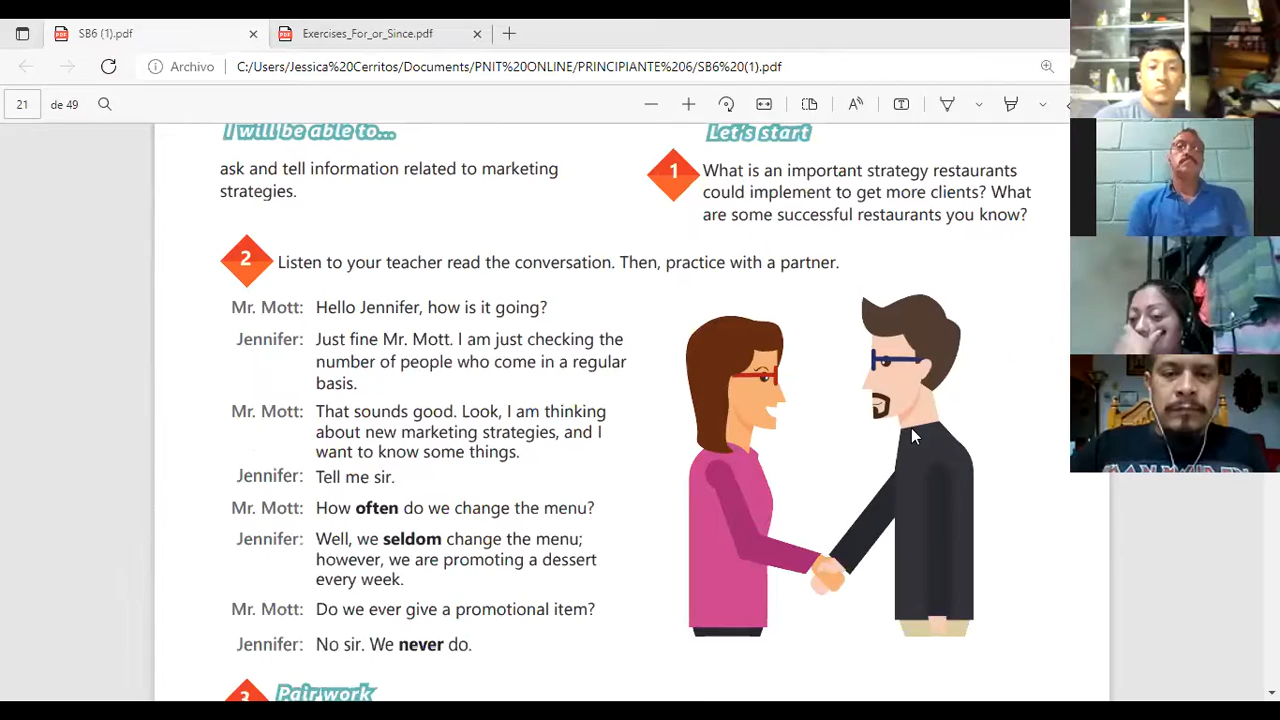 SB6 (1).pdf
Exercises_For_or_Since.pdf
Archivo
C:/Users/Jessica%20Cerritos/Documents/PNIT%20ONLINE/PRINCIPIANTE%206/SB6%20(1).pdf
21 de 49
I will be able to...
ask and tell information related to marketing
strategies.
Let's start
1
What is an important strategy restaurants
could implement to get more clients? What
are some successful restaurants you know?
2
Listen to your teacher read the conversation. Then, practice with a partner.
Mr. Mott: Hello Jennifer, how is it going?
Jennifer: Just fine Mr. Mott. I am just checking the
number of people who come in a regular
basis.
Mr. Mott: That sounds good. Look, I am thinking
about new marketing strategies, and I
want to know some things.
Jennifer: Tell me sir.
Mr. Mott: How often do we change the menu?
Jennifer: Well, we seldom change the menu;
however, we are promoting a dessert
every week.
Mr. Mott: Do we ever give a promotional item?
Jennifer: No sir. We never do.
3
Pair work